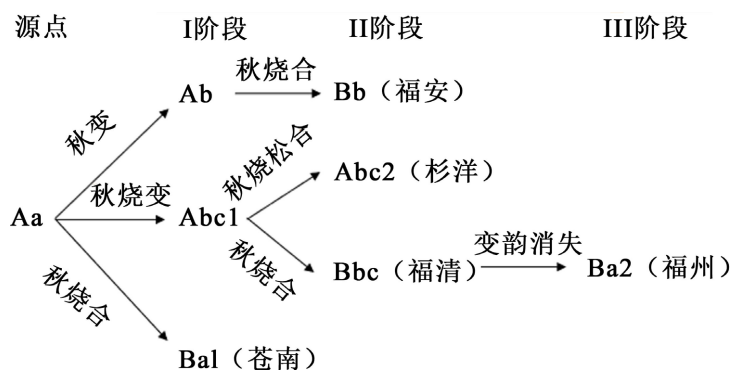 源点 I阶段 II阶段 III阶段
秋烧合
Ab Bb（福安）
秋变
秋烧松合
Abc2（杉洋）
秋烧变
Aa Abc1
变韵消失
秋烧合
Bbc（福清） Ba2（福州）
秋烧合
Ba1（苍南）